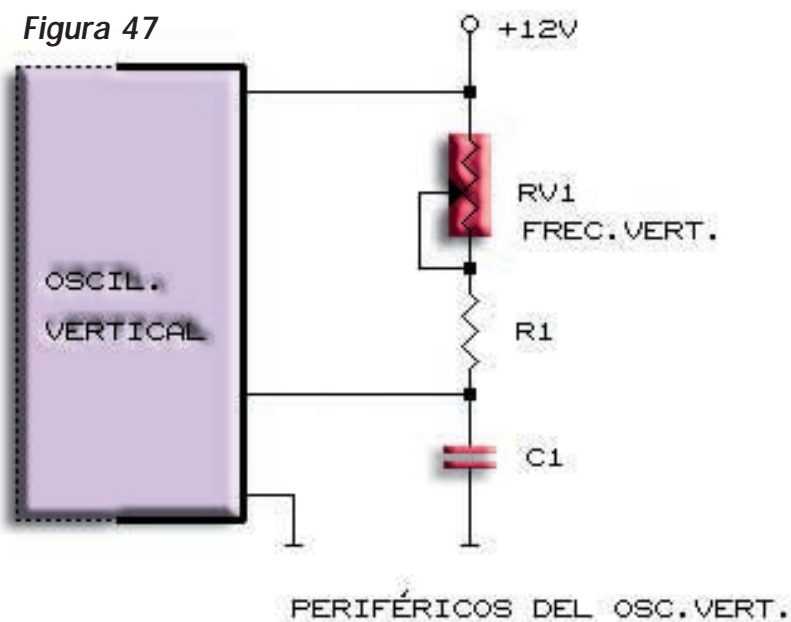 Figura 47
+12V
RV1
FREC.VERT.
OSCIL.
VERTICAL
R1
C1
PERIFÉRICOS DEL OSC.VERT.